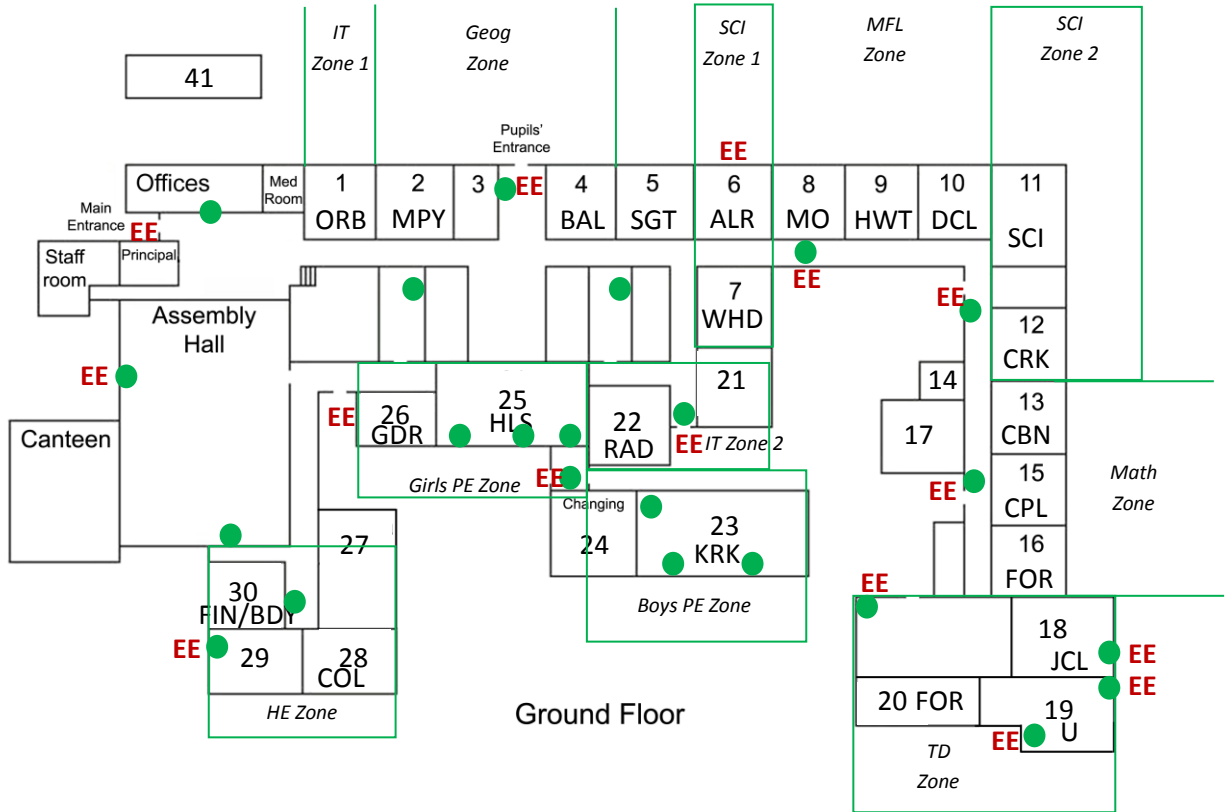 IT
Zone 1
Geog
Zone
SCI
Zone 1
MFL
Zone
SCI
Zone 2
41
Pupils'
Entrance
EE
Offices
Med
Room
1
ORB
2
MPY
3
EE
4
BAL
5
SGT
6
ALR
8
MO
9
HWT
10
DCL
11
SCI
Main
Entrance
EE
Staff
room
Principal
EE
7
WHD
EE
Assembly
Hall
12
CRK
EE
14
21
13
CBN
EE
26
GDR
25
HLS
22
RAD
EE
IT Zone 2
17
Canteen
Girls PE Zone
EE
EE
15
CPL
Math
Zone
Changing
24
23
KRK
27
16
FOR
EE
30
FIN/BDY
Boys PE Zone
18
JCL
EE
EE
29
28
COL
EE
20 FOR
19
U
HE Zone
Ground Floor
EE
TD
Zone